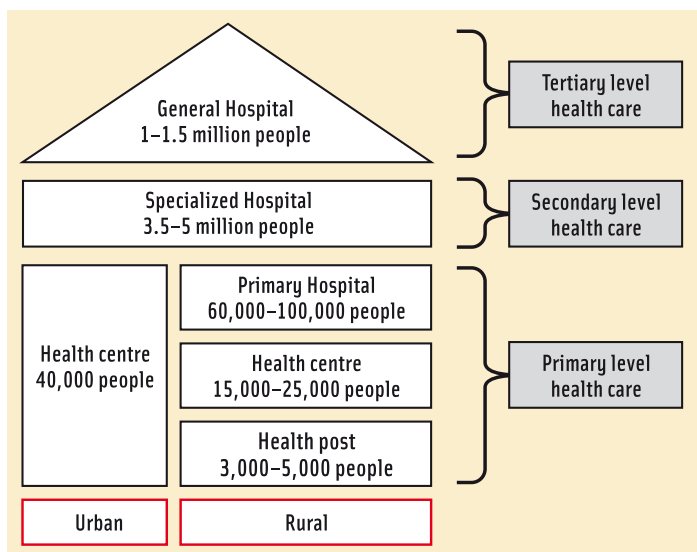 General Hospital
1–1.5 million people
Tertiary level
health care
Specialized Hospital
3.5–5 million people
Secondary level
health care
Health centre
40,000 people
Primary Hospital
60,000–100,000 people
Health centre
15,000–25,000 people
Health post
3,000–5,000 people
Primary level
health care
Urban
Rural